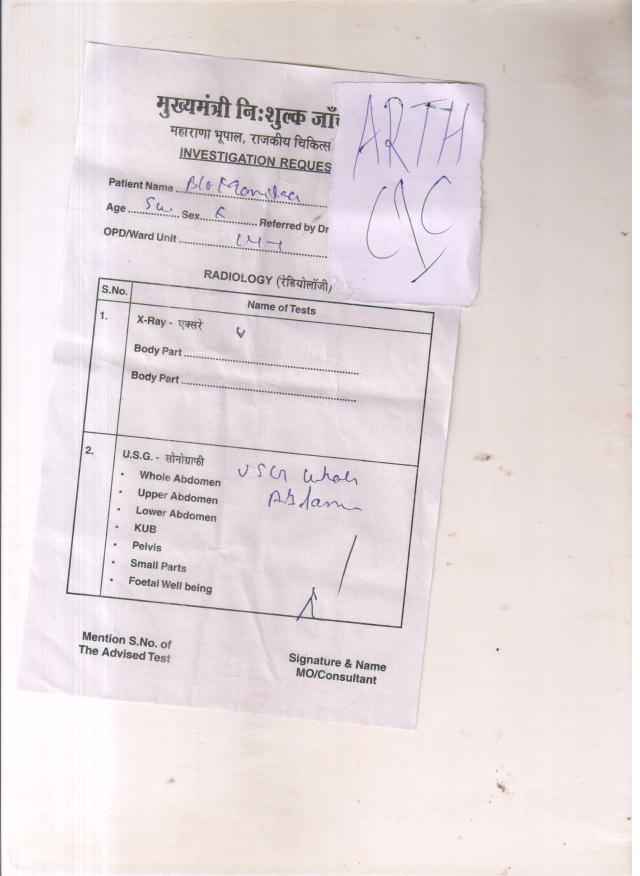 मुख्यमंत्री नि:शुल्क
महाराणा भूपाल, राजकीय
INVESTIGATION REQUES
ARTH
Patient Name
Age ...... Sex ...... Referred by Dr
OPD/Ward Unit
RADIOLOGY (रेडियोलॉजी)
S.No. Name of Tests
1. X-Ray - एक्सरे
Body Part
Body Part
2. U.S.G. - सोनोग्राफी
USG whole
• Whole Abdomen
Abdomen
• Upper Abdomen
• Lower Abdomen
• KUB
• Pelvis
• Small Parts
• Foetal Well being
Mention S.No. of
The Advised Test
Signature & Name
MO/Consultant